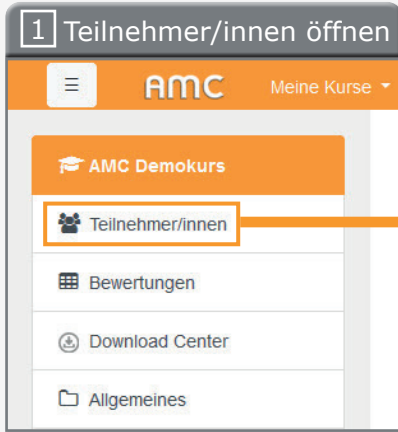 1 Teilnehmer/innen öffnen
AMC Meine Kurse
AMC Demokurs
Teilnehmer/innen
Bewertungen
Download Center
Allgemeines